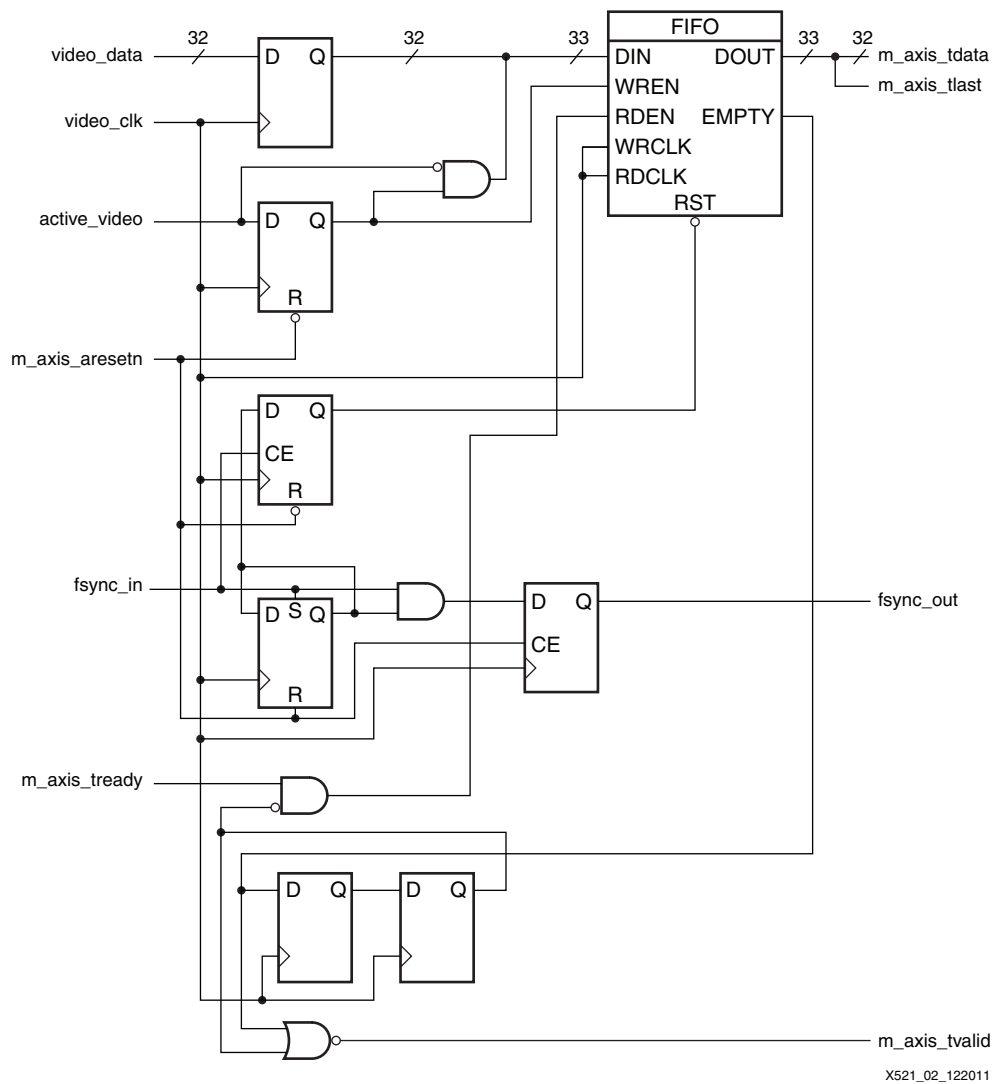 FIFO
video_data 32 D Q 32 33 DIN DOUT 33 32 m_axis_tdata
WREN m_axis_tlast
video_clk RDEN EMPTY
WRCLK
RDCLK
RST
active_video D Q
R
m_axis_aresetn
D Q
CE
R
fsync_in
D S Q D Q fsync_out
CE
R
m_axis_tready
D Q D Q
m_axis_tvalid
X521_02_122011